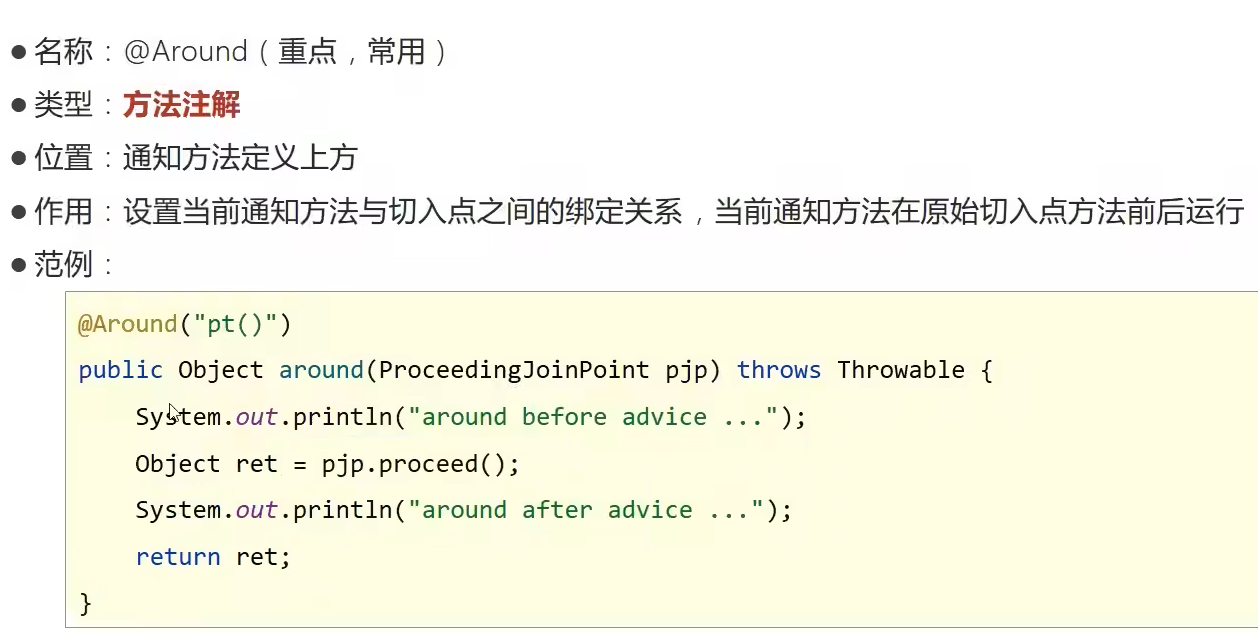 ● 名称：@Around（重点，常用）
● 类型：方法注解
● 位置：通知方法定义上方
● 作用：设置当前通知方法与切入点之间的绑定关系，当前通知方法在原始切入点方法前后运行
● 范例：
@Around("pt()")
public Object around(ProceedingJoinPoint pjp) throws Throwable {
    System.out.println("around before advice ...");
    Object ret = pjp.proceed();
    System.out.println("around after advice ...");
    return ret;
}